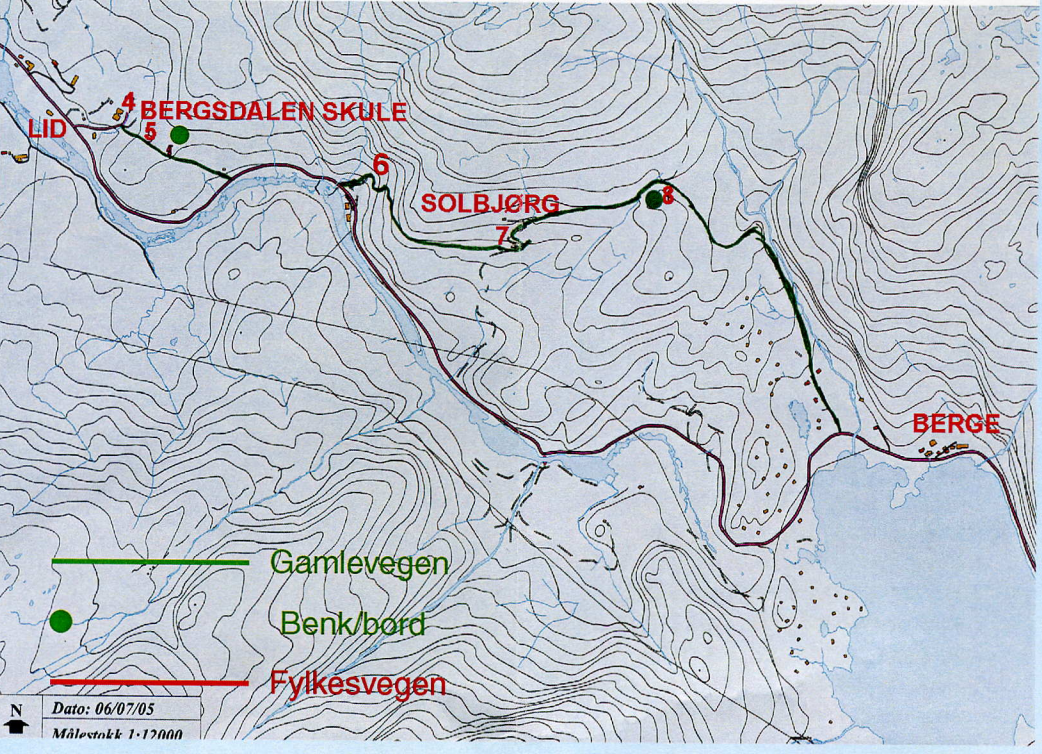 4 BERGSDALEN SKULE
LID
5
6
SOLBJØRG
8
7
BERGE
Gamlevegen
Benk/bord
Fylkesvegen
N
Dato: 06/07/05
Målestokk 1:12000